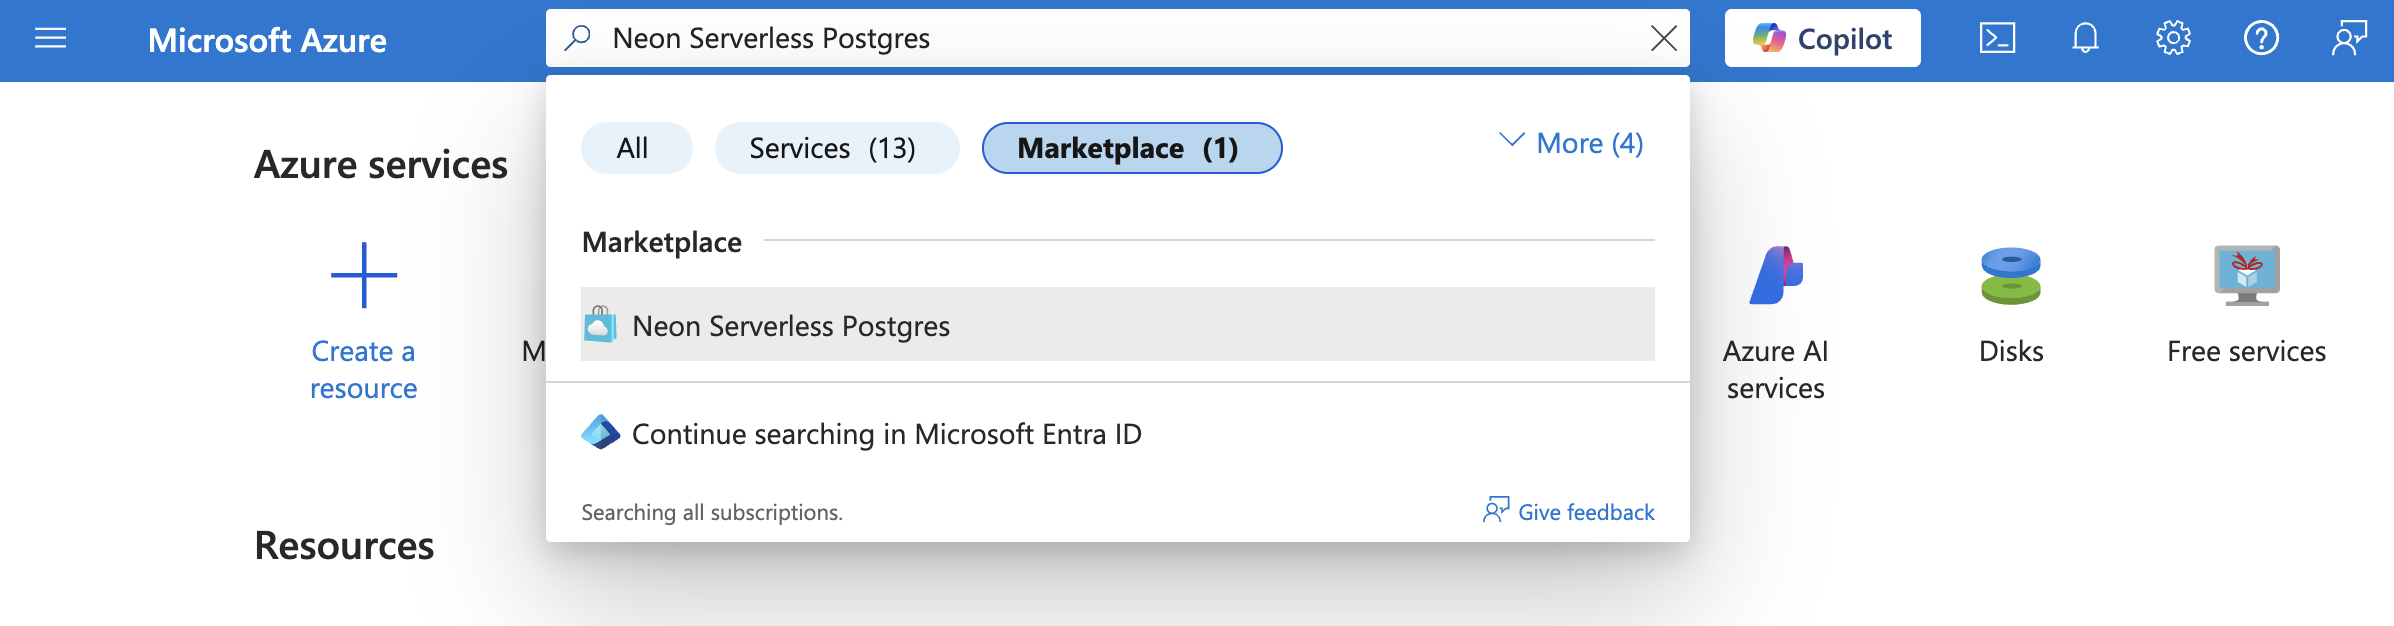 Microsoft Azure
Neon Serverless Postgres
Copilot
All
Services (13)
Marketplace (1)
More (4)
Azure services
Marketplace
Neon Serverless Postgres
Create a
resource
M
Azure AI
services
Disks
Free services
Continue searching in Microsoft Entra ID
Searching all subscriptions.
Give feedback
Resources